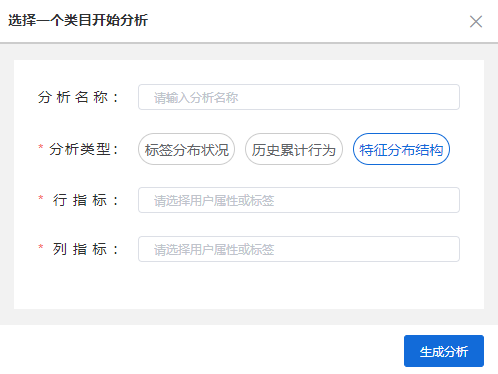 选择一个类目开始分析
分析名称： 请输入分析名称
* 分析类型： 标签分布状况 历史累计行为 特征分布结构
* 行指标： 请选择用户属性或标签
* 列指标： 请选择用户属性或标签
生成分析